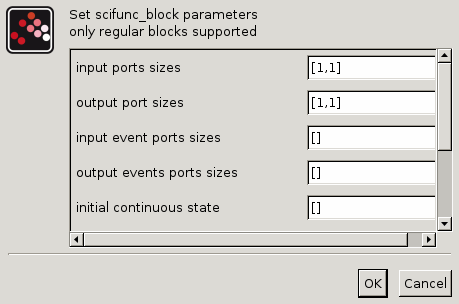 Set scifunc_block parameters
only regular blocks supported
input ports sizes [1,1]
output port sizes [1,1]
input event ports sizes []
output events ports sizes []
initial continuous state []
OK Cancel